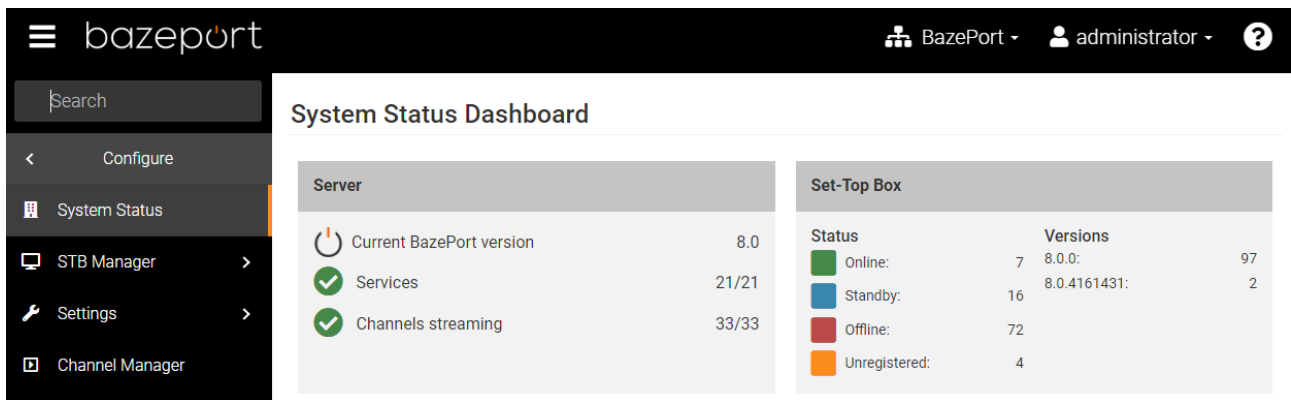 bazeport
BazePort
administrator
?
Search
Configure
System Status
STB Manager
Settings
Channel Manager
System Status Dashboard
Server
Current BazePort version 8.0
Services 21/21
Channels streaming 33/33
Set-Top Box
Status
Online: 7
Standby: 16
Offline: 72
Unregistered: 4
Versions
8.0.0: 97
8.0.4161431: 2